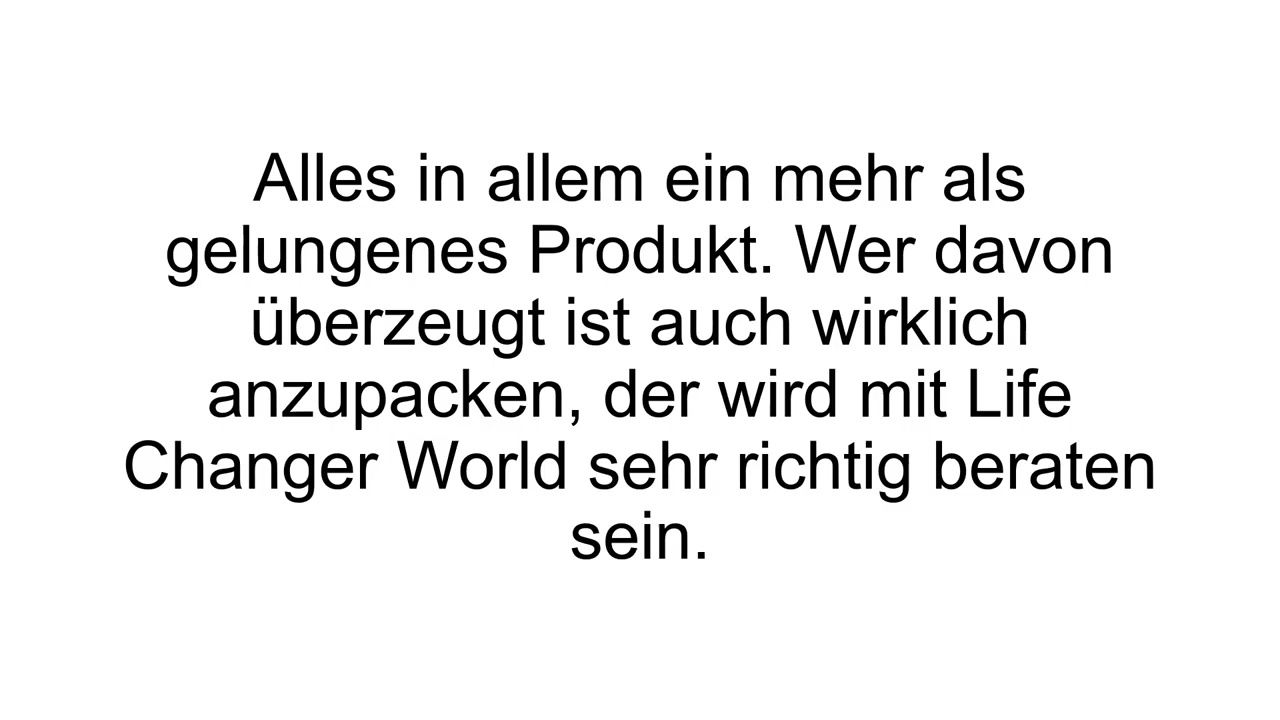 Alles in allem ein mehr als
gelungenes Produkt. Wer davon
überzeugt ist auch wirklich
anzupacken, der wird mit Life
Changer World sehr richtig beraten
sein.